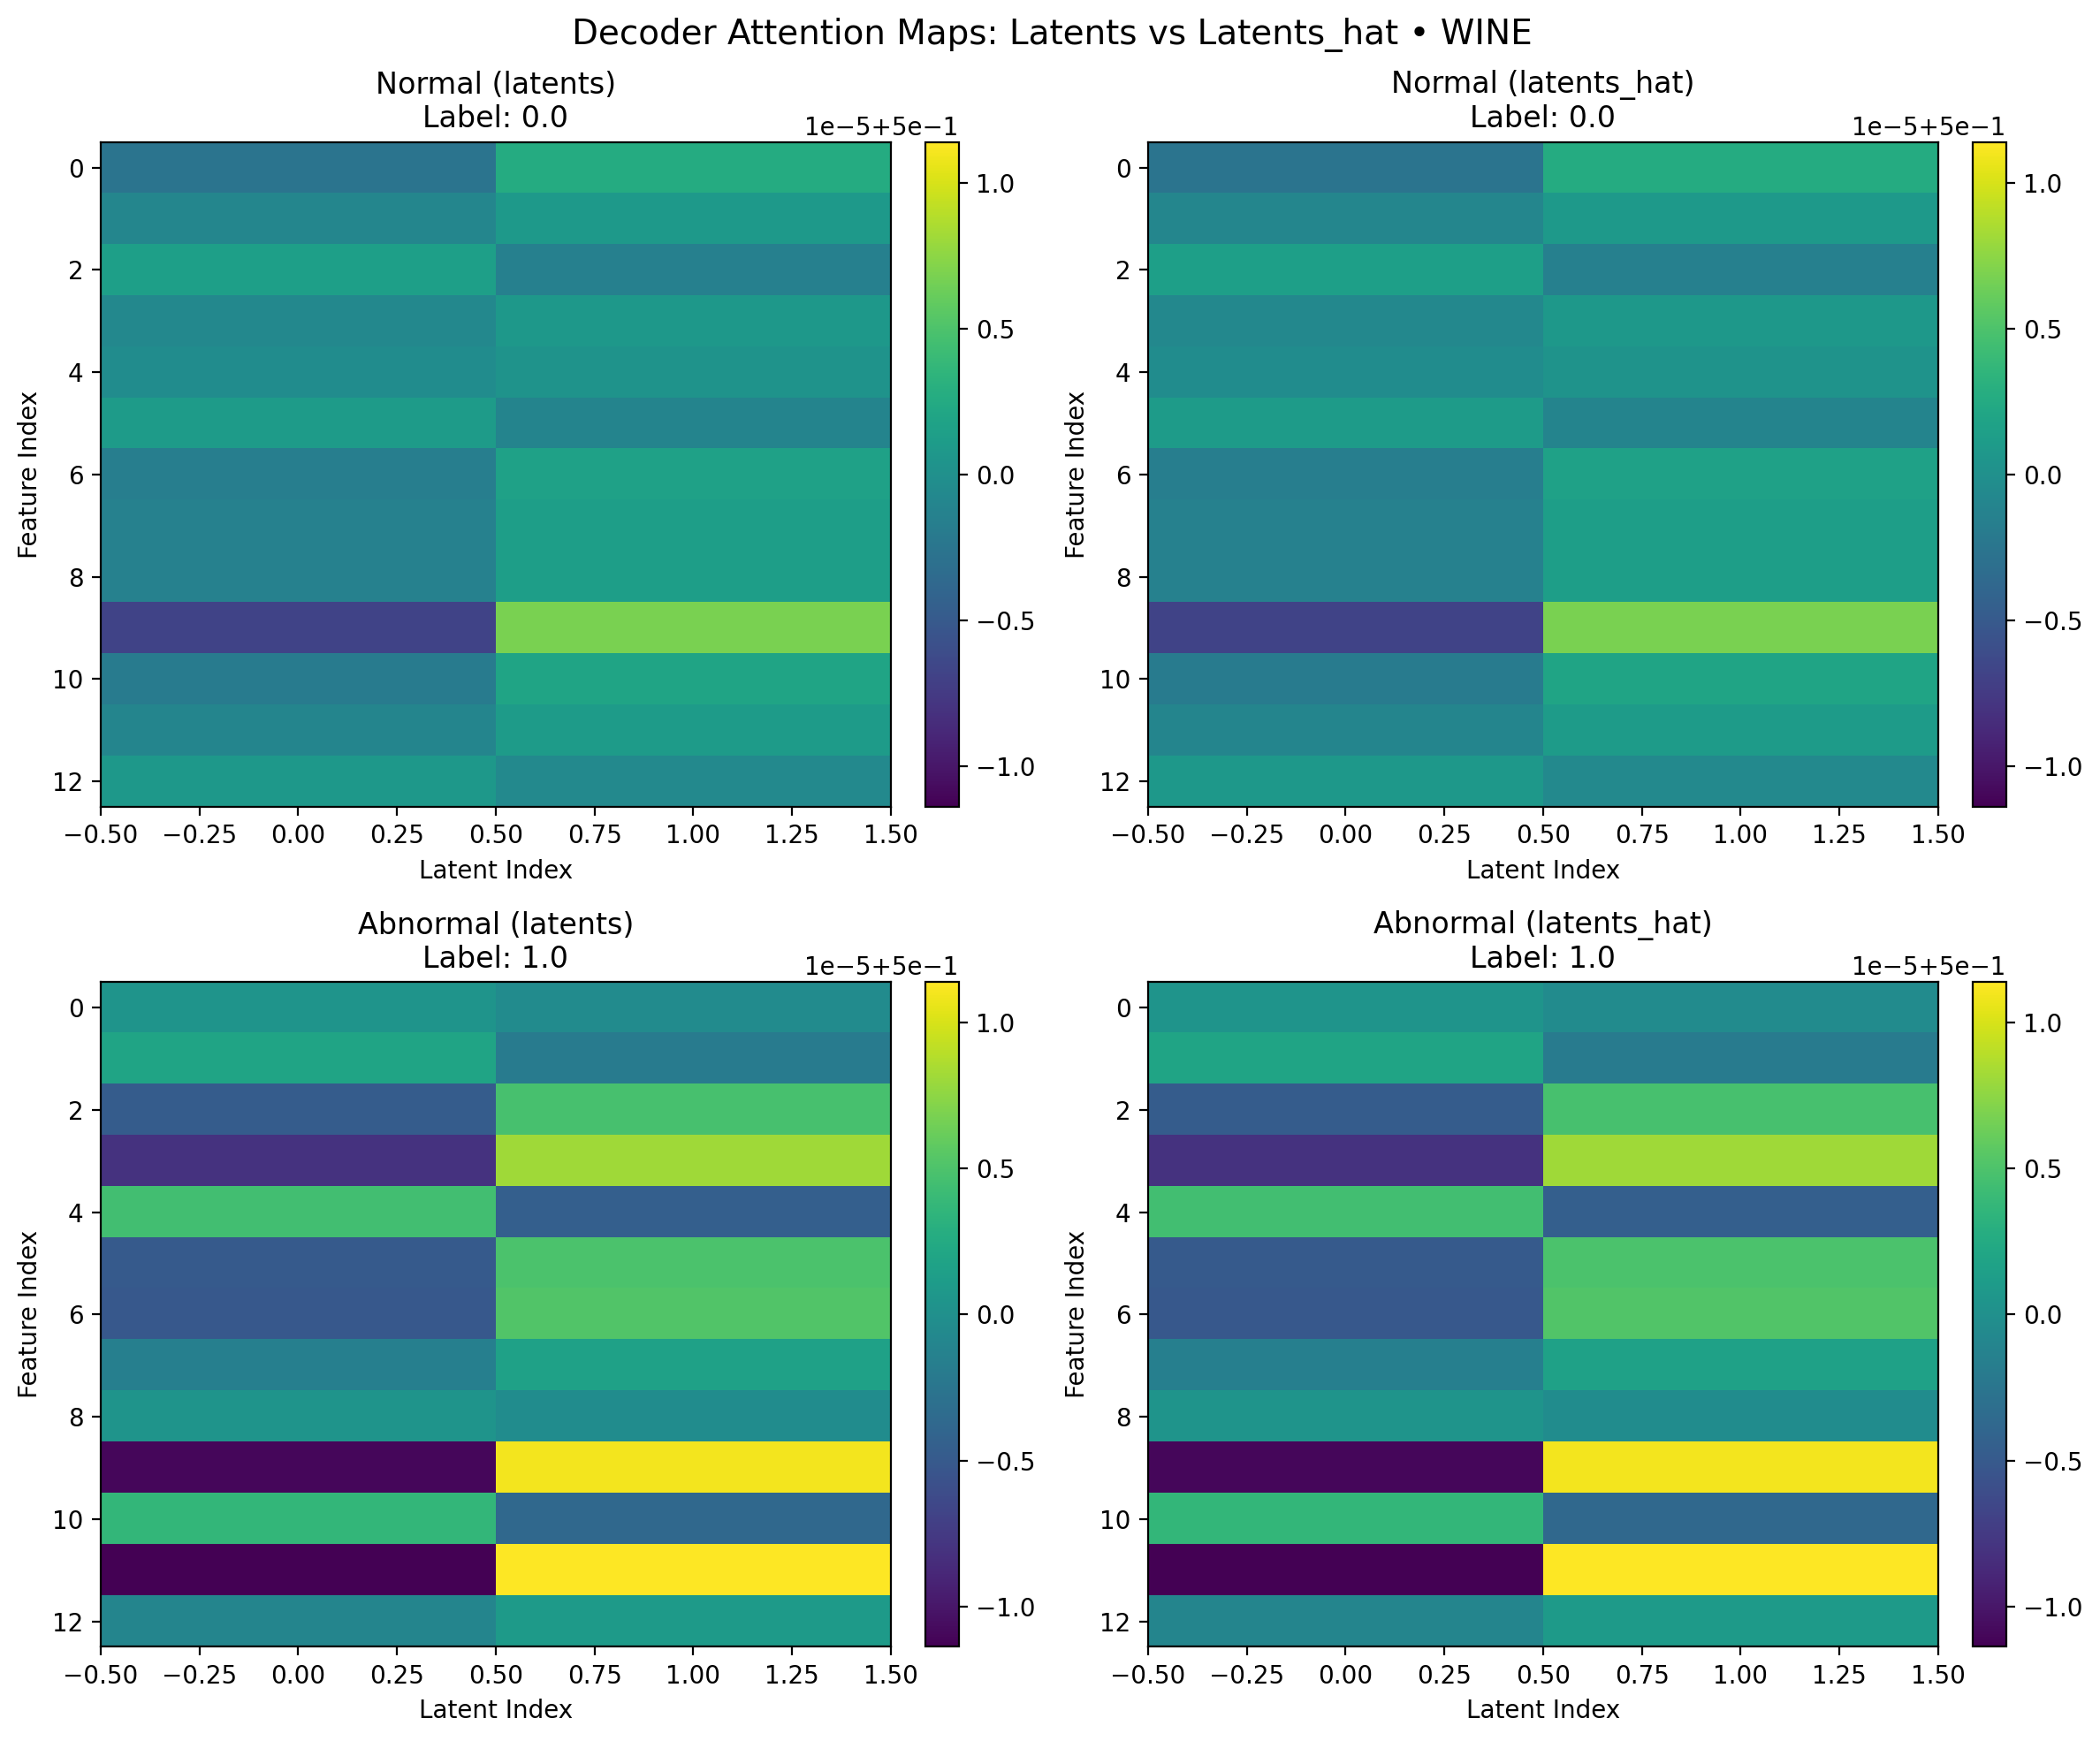 Decoder Attention Maps: Latents vs Latents_hat • WINE
Normal (latents)
Label: 0.0
1e−5+5e−1
0
2
4
6
8
10
12
Feature Index
−0.50 −0.25 0.00 0.25 0.50 0.75 1.00 1.25 1.50
Latent Index
1.0
0.5
0.0
−0.5
−1.0
Normal (latents_hat)
Label: 0.0
1e−5+5e−1
0
2
4
6
8
10
12
Feature Index
−0.50 −0.25 0.00 0.25 0.50 0.75 1.00 1.25 1.50
Latent Index
1.0
0.5
0.0
−0.5
−1.0
Abnormal (latents)
Label: 1.0
1e−5+5e−1
0
2
4
6
8
10
12
Feature Index
−0.50 −0.25 0.00 0.25 0.50 0.75 1.00 1.25 1.50
Latent Index
1.0
0.5
0.0
−0.5
−1.0
Abnormal (latents_hat)
Label: 1.0
1e−5+5e−1
0
2
4
6
8
10
12
Feature Index
−0.50 −0.25 0.00 0.25 0.50 0.75 1.00 1.25 1.50
Latent Index
1.0
0.5
0.0
−0.5
−1.0